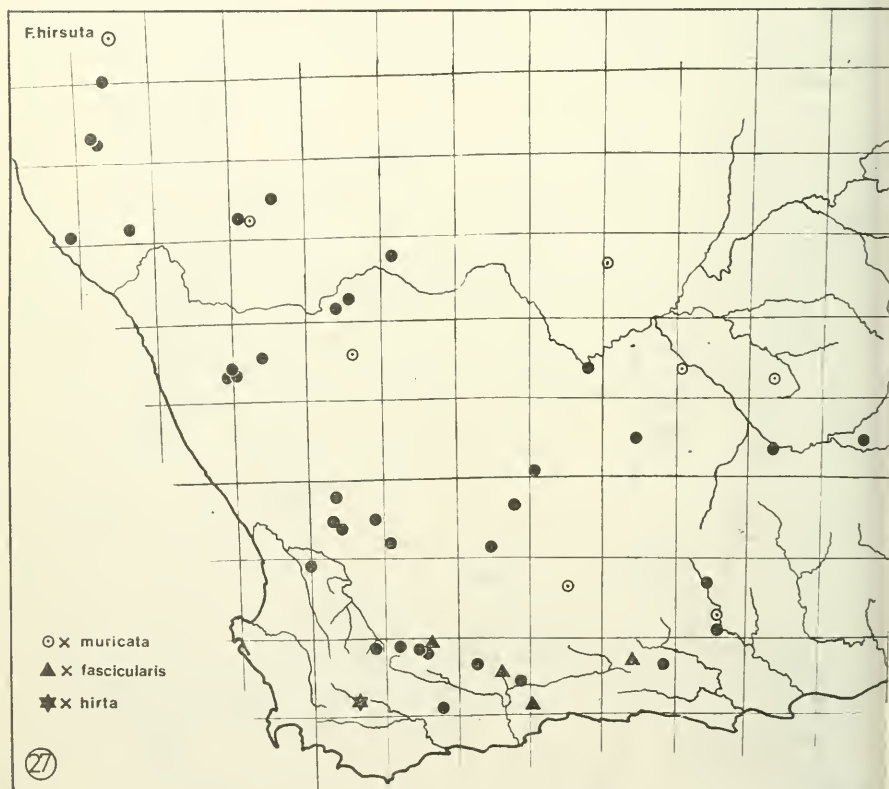 F.hirsuta
⊙ × muricata
▲ × fascicularis
✶ × hirta
27